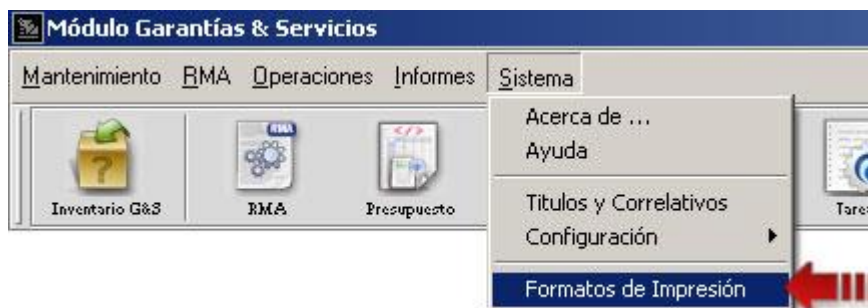 Módulo Garantías & Servicios
Mantenimiento RMA Operaciones Informes Sistema
Acerca de ...
Ayuda
RMA
Inventario G&S RMA Presupuesto
Titulos y Correlativos
Configuración
Formatos de Impresión